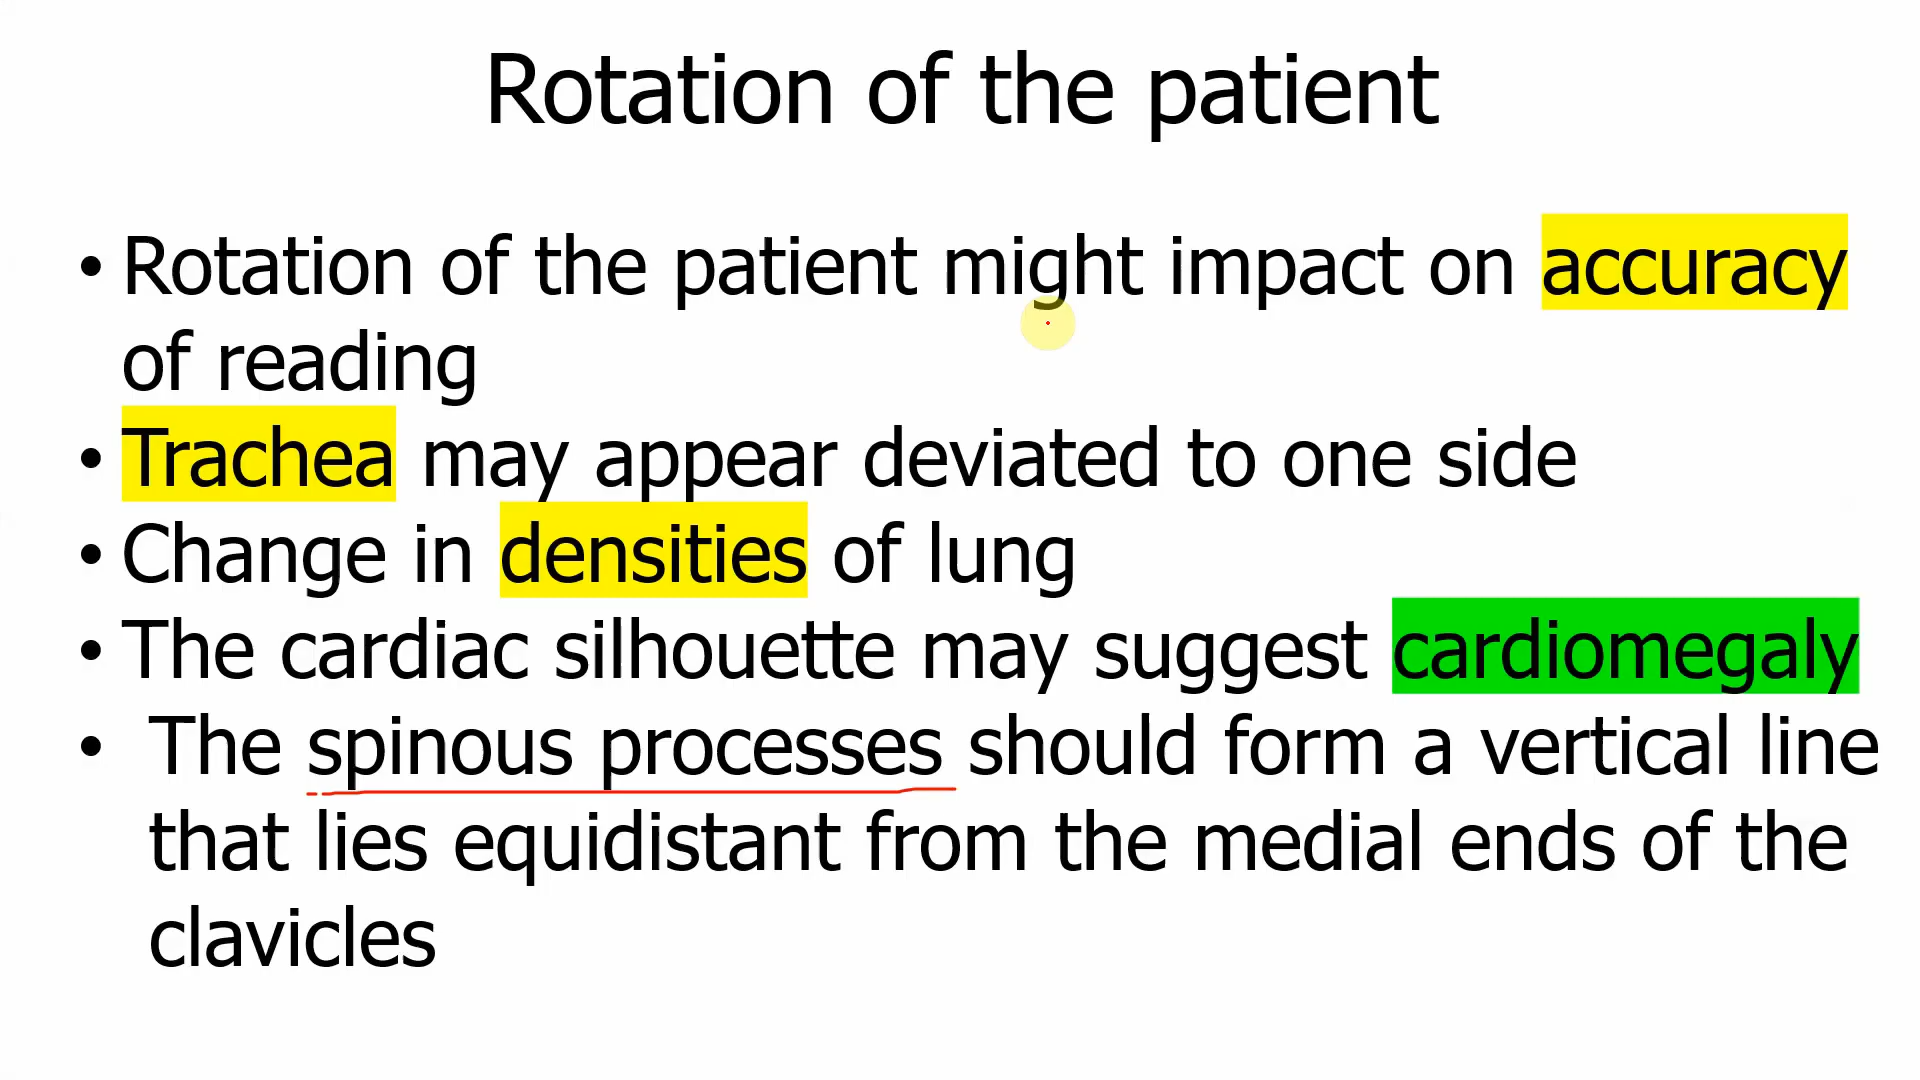 Rotation of the patient
• Rotation of the patient might impact on accuracy
of reading
• Trachea may appear deviated to one side
• Change in densities of lung
• The cardiac silhouette may suggest cardiomegaly
• The spinous processes should form a vertical line
that lies equidistant from the medial ends of the
clavicles